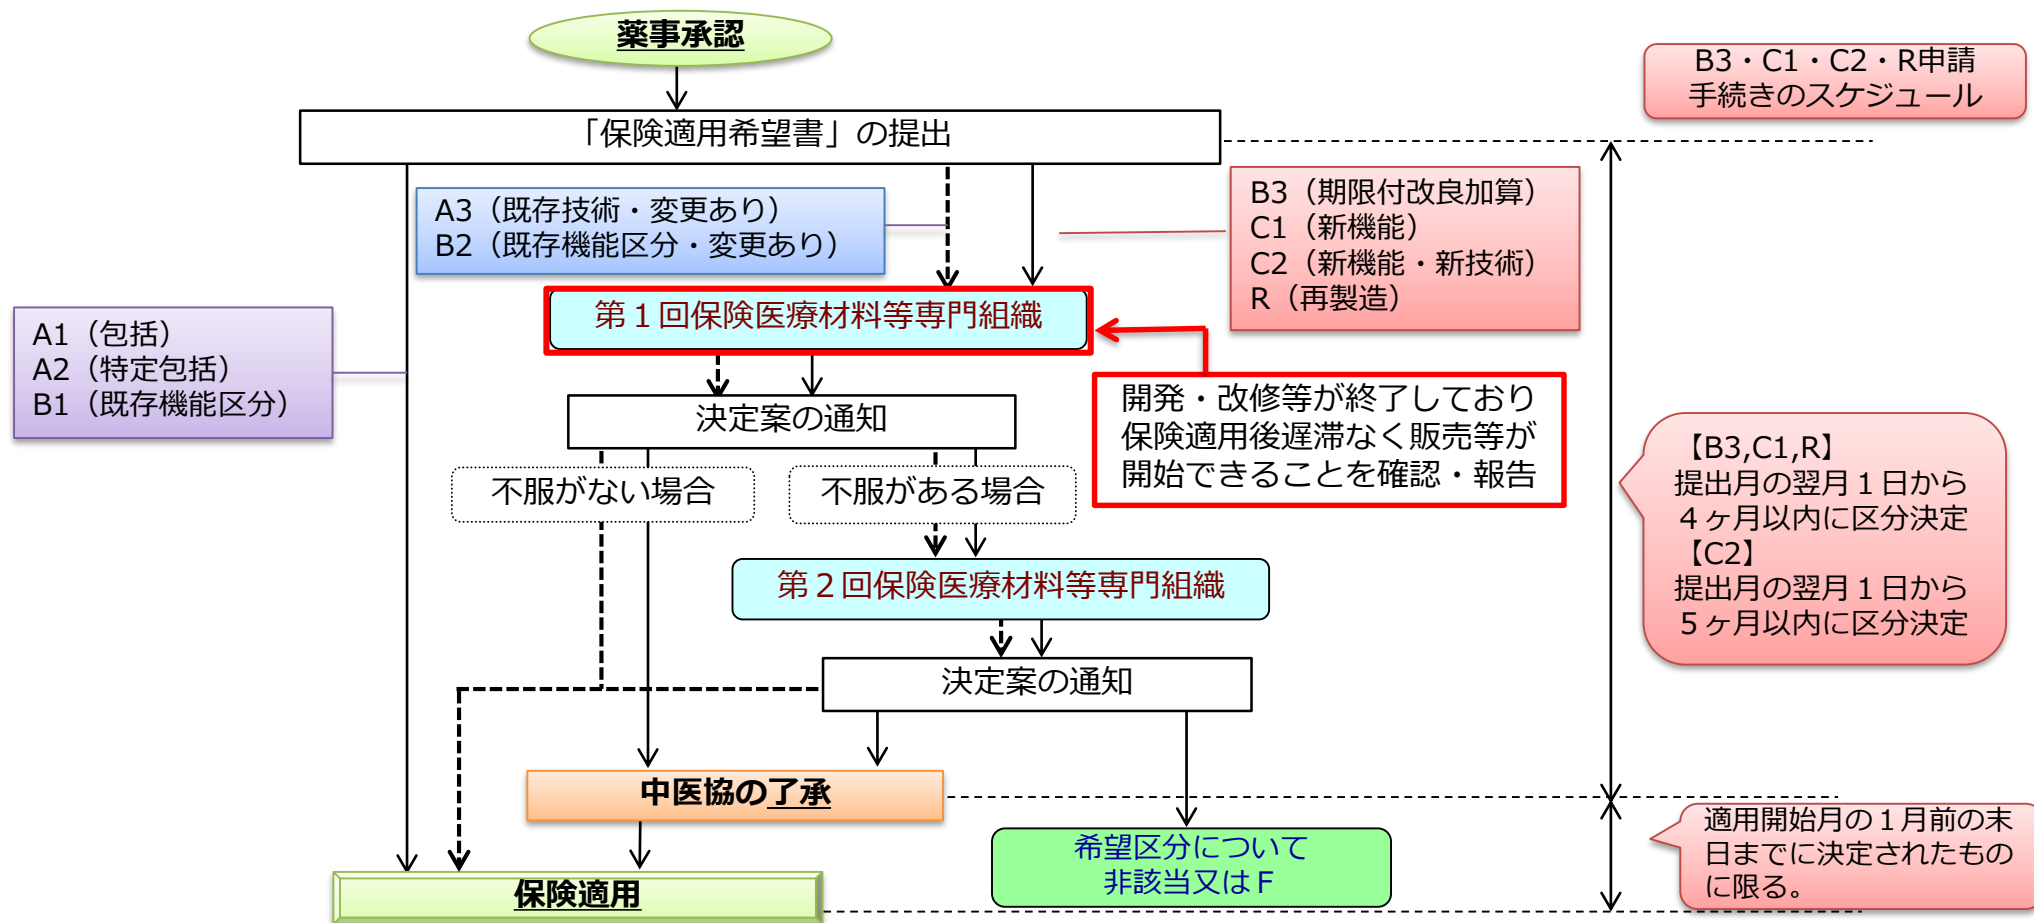 薬事承認
B3・C1・C2・R申請
手続きのスケジュール
「保険適用希望書」の提出
A3（既存技術・変更あり）
B2（既存機能区分・変更あり）
B3（期限付改良加算）
C1（新機能）
C2（新機能・新技術）
R（再製造）
第１回保険医療材料等専門組織
A1（包括）
A2（特定包括）
B1（既存機能区分）
決定案の通知
開発・改修等が終了しており
保険適用後遅滞なく販売等が
開始できることを確認・報告
不服がない場合
不服がある場合
【B3,C1,R】
提出月の翌月１日から
４ヶ月以内に区分決定
【C2】
提出月の翌月１日から
５ヶ月以内に区分決定
第２回保険医療材料等専門組織
決定案の通知
中医協の了承
適用開始月の１月前の末
日までに決定されたもの
に限る。
希望区分について
非該当又はＦ
保険適用